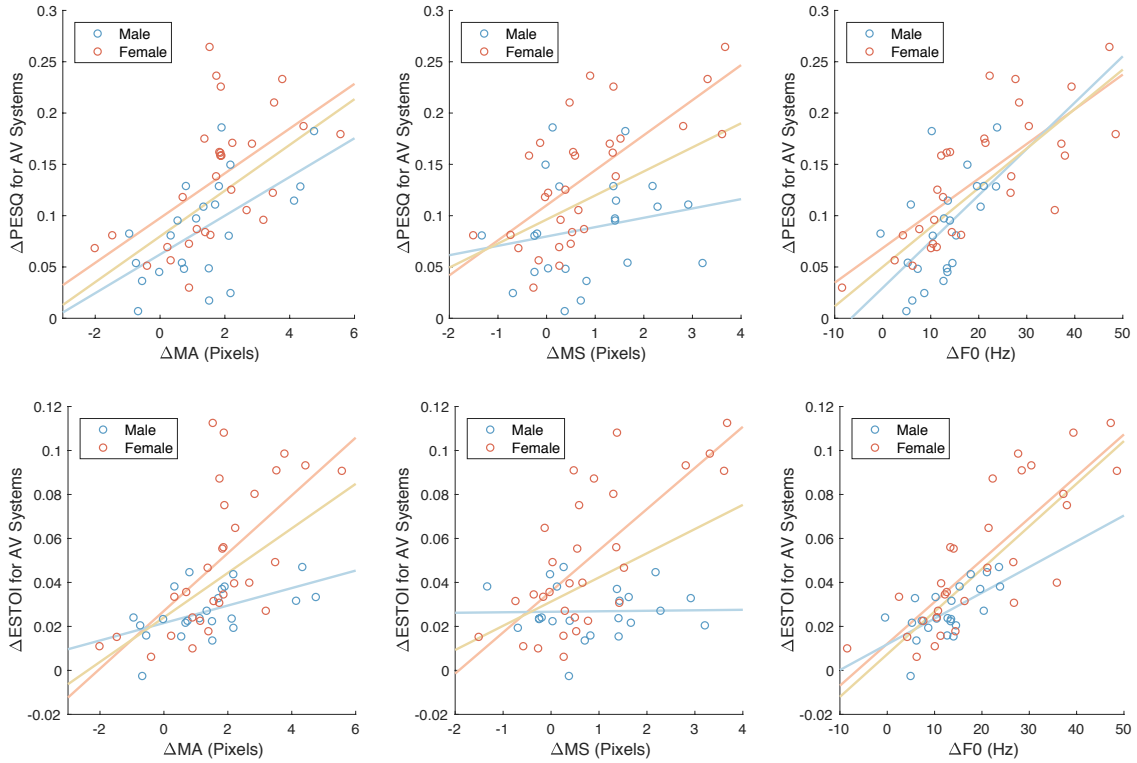 0.3
0.25
0.2
0.15
0.1
0.05
0
ΔPESQ for AV Systems
Male
Female
-2 0 2 4 6
ΔMA (Pixels)
0.3
0.25
0.2
0.15
0.1
0.05
0
ΔPESQ for AV Systems
Male
Female
-2 -1 0 1 2 3 4
ΔMS (Pixels)
0.3
0.25
0.2
0.15
0.1
0.05
0
ΔPESQ for AV Systems
Male
Female
-10 0 10 20 30 40 50
ΔF0 (Hz)
0.12
0.1
0.08
0.06
0.04
0.02
0
-0.02
ΔESTOI for AV Systems
Male
Female
-2 0 2 4 6
ΔMA (Pixels)
0.12
0.1
0.08
0.06
0.04
0.02
0
-0.02
ΔESTOI for AV Systems
Male
Female
-2 -1 0 1 2 3 4
ΔMS (Pixels)
0.12
0.1
0.08
0.06
0.04
0.02
0
-0.02
ΔESTOI for AV Systems
Male
Female
-10 0 10 20 30 40 50
ΔF0 (Hz)